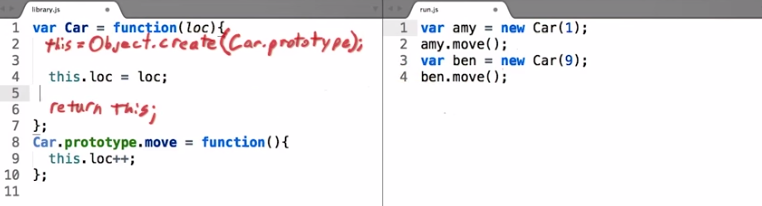 library.js
1 var Car = function(loc){
2 this = Object.create(Car.prototype);
3
4 this.loc = loc;
5
6 return this;
7 };
8 Car.prototype.move = function(){
9 this.loc++;
10 };
11
run.js
1 var amy = new Car(1);
2 amy.move();
3 var ben = new Car(9);
4 ben.move();